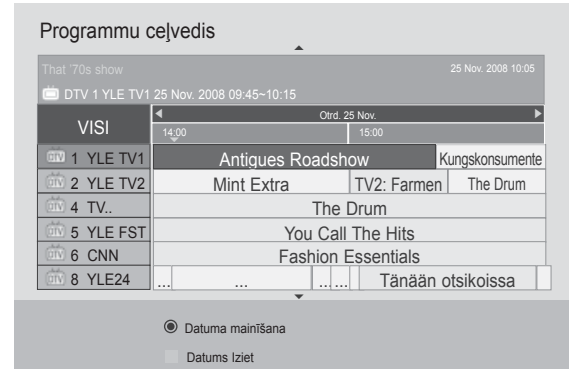 Programmu ceļvedis
That '70s show 25 Nov. 2008 10:05
DTV 1 YLE TV1 25 Nov. 2008 09:45~10:15
VISI
Otrd. 25 Nov.
14:00 15:00
DTV 1 YLE TV1 Antigues Roadshow Kungskonsumente
DTV 2 YLE TV2 Mint Extra TV2: Farmen The Drum
DTV 4 TV.. The Drum
DTV 5 YLE FST You Call The Hits
DTV 6 CNN Fashion Essentials
DTV 8 YLE24 ... ... ... ... Tänään otsikoissa
Datuma mainīšana
Datums Iziet